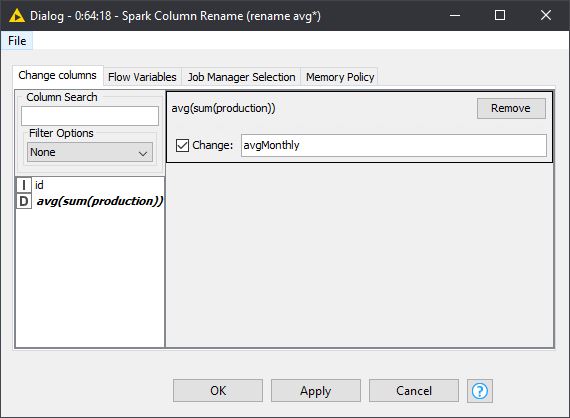 Dialog - 0:64:18 - Spark Column Rename (rename avg*)
File
Change columns Flow Variables Job Manager Selection Memory Policy
Column Search
Filter Options
None
I id
D avg(sum(production))
avg(sum(production))
Remove
Change: avgMonthly
OK Apply Cancel ?